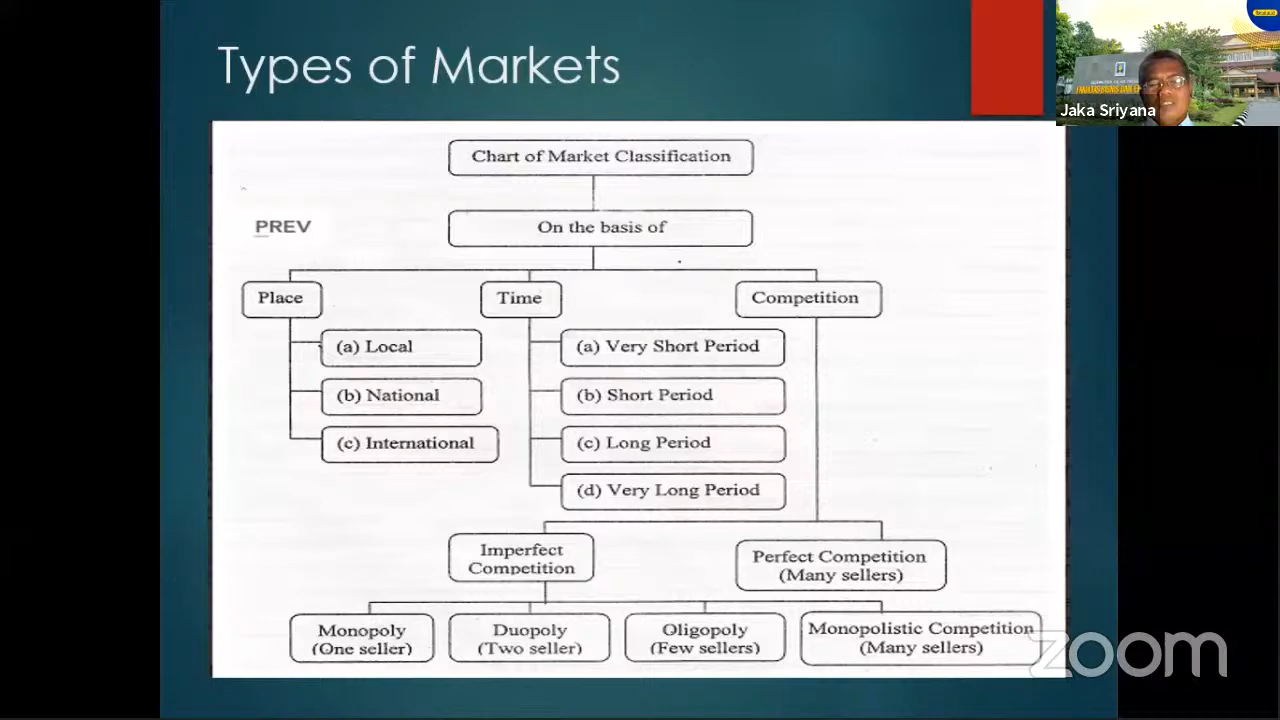 Types of Markets
Jaka Sriyana
Chart of Market Classification
PREV
On the basis of
Place
Time
Competition
(a) Local
(a) Very Short Period
(b) National
(b) Short Period
(c) International
(c) Long Period
(d) Very Long Period
Imperfect
Competition
Perfect Competition
(Many sellers)
Monopoly
(One seller)
Duopoly
(Two seller)
Oligopoly
(Few sellers)
Monopolistic Competition
(Many sellers)
zoom